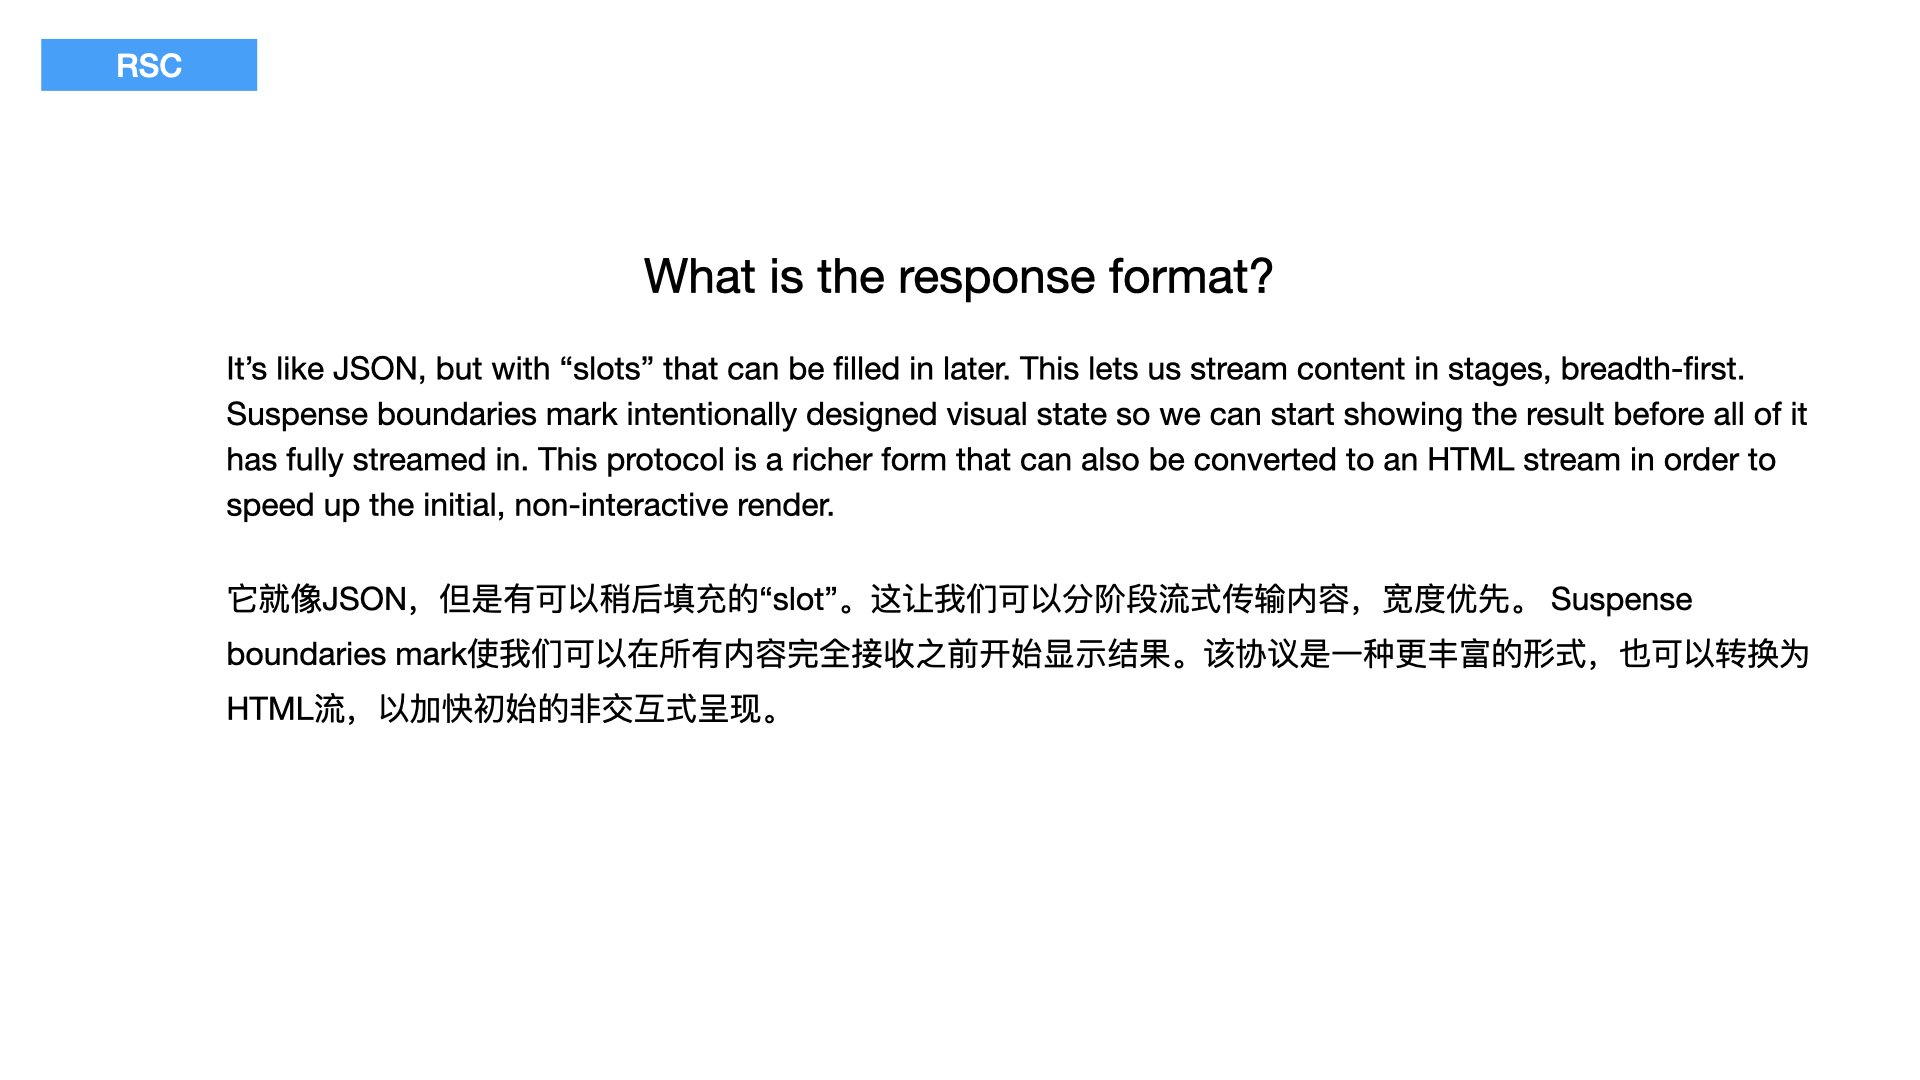 RSC
What is the response format?
It’s like JSON, but with “slots” that can be filled in later. This lets us stream content in stages, breadth-first.
Suspense boundaries mark intentionally designed visual state so we can start showing the result before all of it
has fully streamed in. This protocol is a richer form that can also be converted to an HTML stream in order to
speed up the initial, non-interactive render.
它就像JSON，但是有可以稍后填充的“slot”。这让我们可以分阶段流式传输内容，宽度优先。 Suspense
boundaries mark使我们可以在所有内容完全接收之前开始显示结果。该协议是一种更丰富的形式，也可以转换为
HTML流，以加快初始的非交互式呈现。